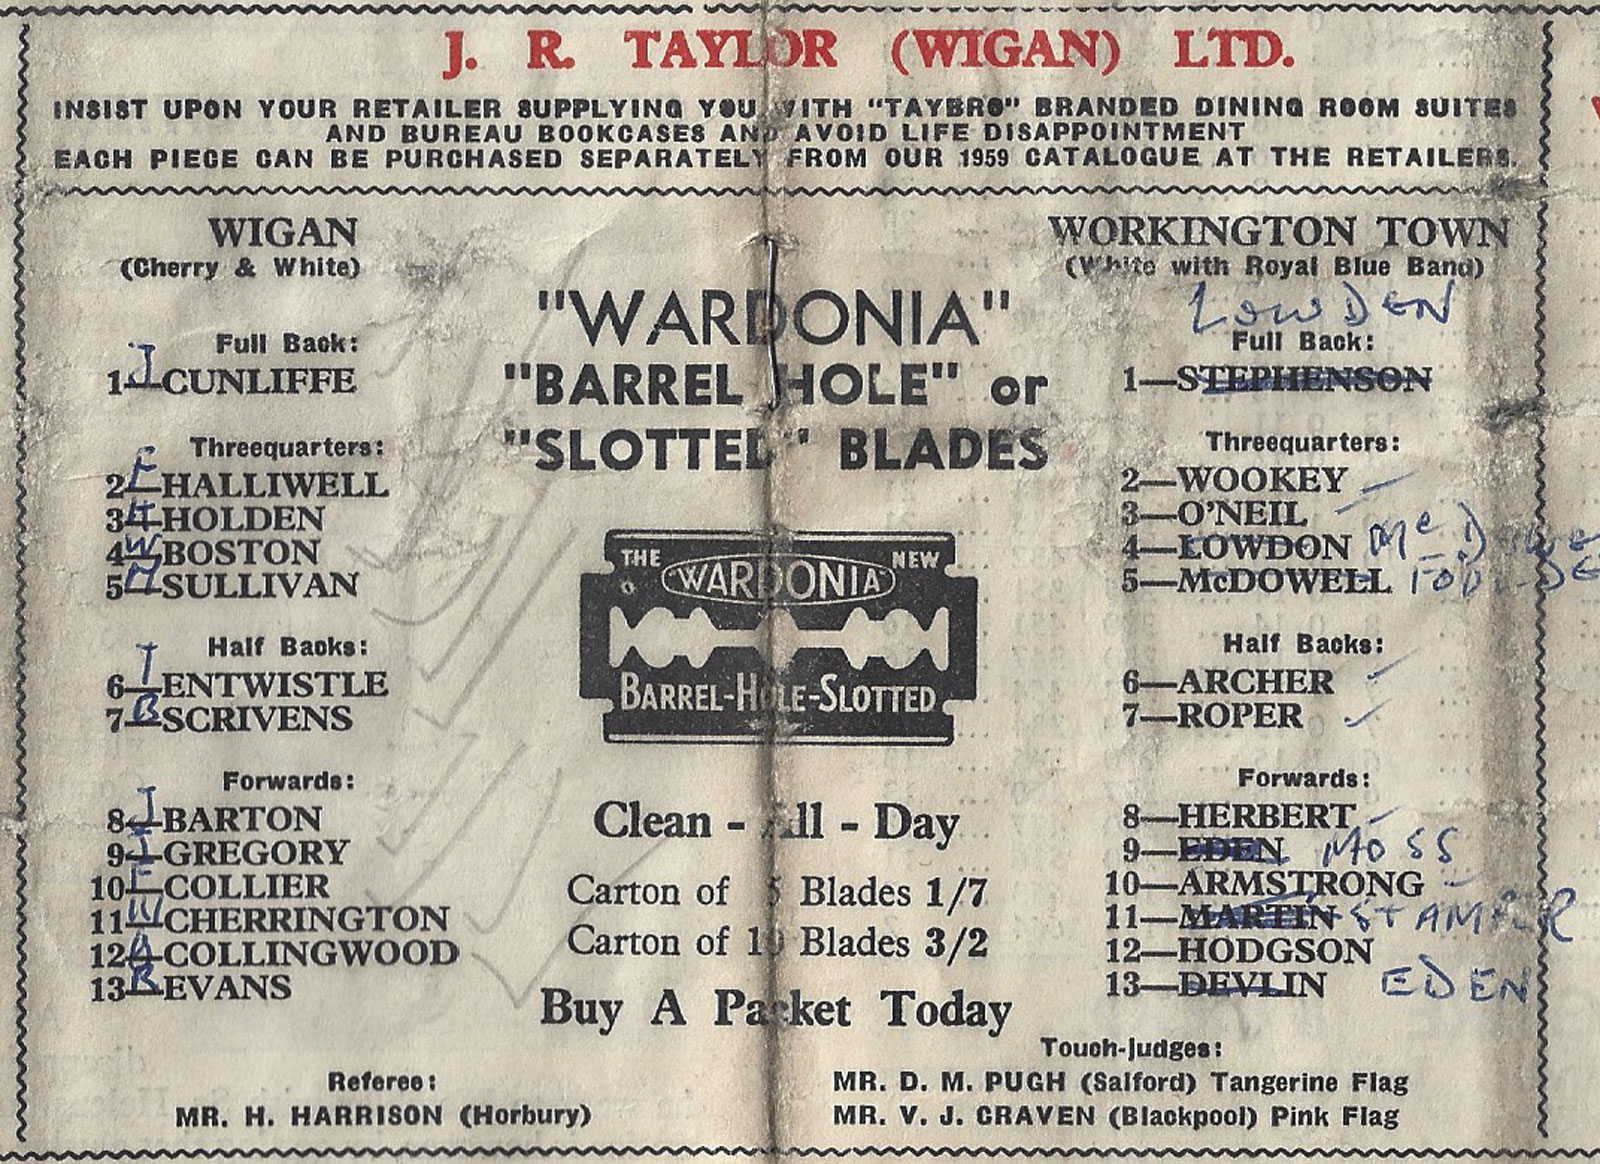 J. R. TAYLOR (WIGAN) LTD.
INSIST UPON YOUR RETAILER SUPPLYING YOU WITH "TAYBRO" BRANDED DINING ROOM SUITES
AND BUREAU BOOKCASES AND AVOID LIFE DISAPPOINTMENT
EACH PIECE CAN BE PURCHASED SEPARATELY FROM OUR 1959 CATALOGUE AT THE RETAILERS.
WIGAN
(Cherry & White)
Full Back:
1—J CUNLIFFE
Threequarters:
2—F HALLIWELL
3—H HOLDEN
4—W BOSTON
5—M SULLIVAN
Half Backs:
6—T ENTWISTLE
7—B SCRIVENS
Forwards:
8—J BARTON
9—J GREGORY
10—F COLLIER
11—W CHERRINGTON
12—A COLLINGWOOD
13—R EVANS
Referee:
MR. H. HARRISON (Horbury)
"WARDONIA"
"BARREL HOLE" or
"SLOTTED" BLADES
THE NEW
WARDONIA
BARREL-HOLE-SLOTTED
Clean - All - Day
Carton of 5 Blades 1/7
Carton of 10 Blades 3/2
Buy A Packet Today
WORKINGTON TOWN
(White with Royal Blue Band)
LOWDEN
Full Back:
1—STEPHENSON
Threequarters:
2—WOOKEY
3—O'NEIL
4—LOWDON
5—McDOWELL
Half Backs:
6—ARCHER
7—ROPER
Forwards:
8—HERBERT
9—EDEN MOSS
10—ARMSTRONG
11—MARTIN STAMPER
12—HODGSON
13—DEVLIN EDEN
Touch-judges:
MR. D. M. PUGH (Salford) Tangerine Flag
MR. V. J. CRAVEN (Blackpool) Pink Flag